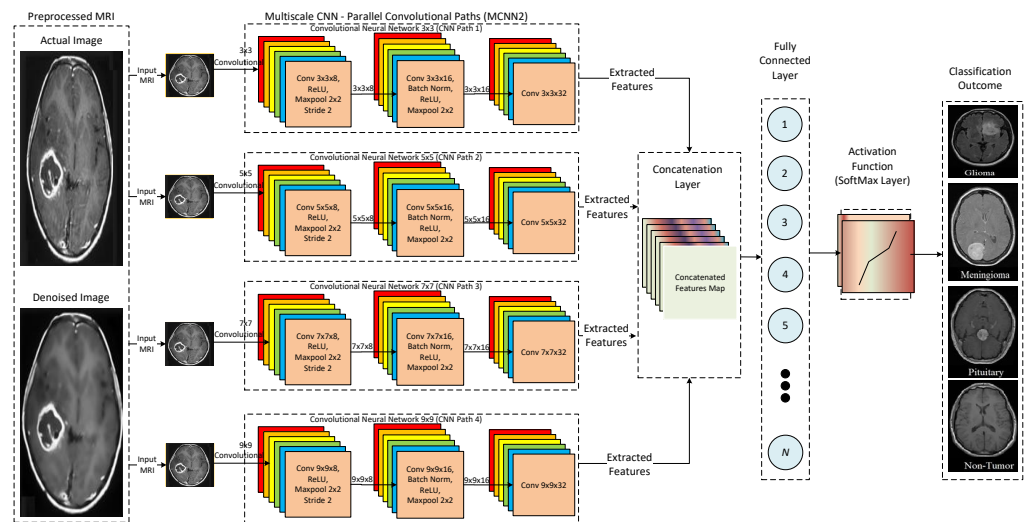 Preprocessed MRI
Actual Image
Denoised Image
Input
MRI
Input
MRI
Input
MRI
Input
MRI
Multiscale CNN - Parallel Convolutional Paths (MCNN2)
Convolutional Neural Network 3x3 (CNN Path 1)
3x3
Convolutional
Conv 3x3x8,
ReLU,
Maxpool 2x2
Stride 2
3x3x8
Conv 3x3x16,
Batch Norm,
ReLU,
Maxpool 2x2
3x3x16
Conv 3x3x32
Extracted
Features
Convolutional Neural Network 5x5 (CNN Path 2)
5x5
Convolutional
Conv 5x5x8,
ReLU,
Maxpool 2x2
Stride 2
5x5x8
Conv 5x5x16,
Batch Norm,
ReLU,
Maxpool 2x2
5x5x16
Conv 5x5x32
Extracted
Features
Convolutional Neural Network 7x7 (CNN Path 3)
7x7
Convolutional
Conv 7x7x8,
ReLU,
Maxpool 2x2
Stride 2
7x7x8
Conv 7x7x16,
Batch Norm,
ReLU,
Maxpool 2x2
7x7x16
Conv 7x7x32
Extracted
Features
Convolutional Neural Network 9x9 (CNN Path 4)
9x9
Convolutional
Conv 9x9x8,
ReLU,
Maxpool 2x2
Stride 2
9x9x8
Conv 9x9x16,
Batch Norm,
ReLU,
Maxpool 2x2
9x9x16
Conv 9x9x32
Extracted
Features
Concatenation
Layer
Concatenated
Features Map
Fully
Connected
Layer
1
2
3
4
5
N
Activation
Function
(SoftMax Layer)
Classification
Outcome
Glioma
Meningioma
Pituitary
Non-Tumor